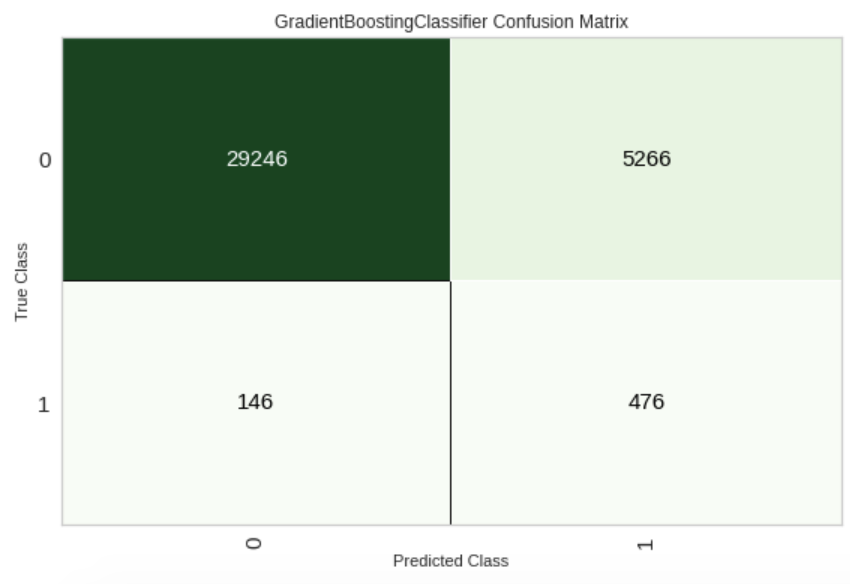 GradientBoostingClassifier Confusion Matrix
0
29246
5266
True Class
1
146
476
0
1
Predicted Class